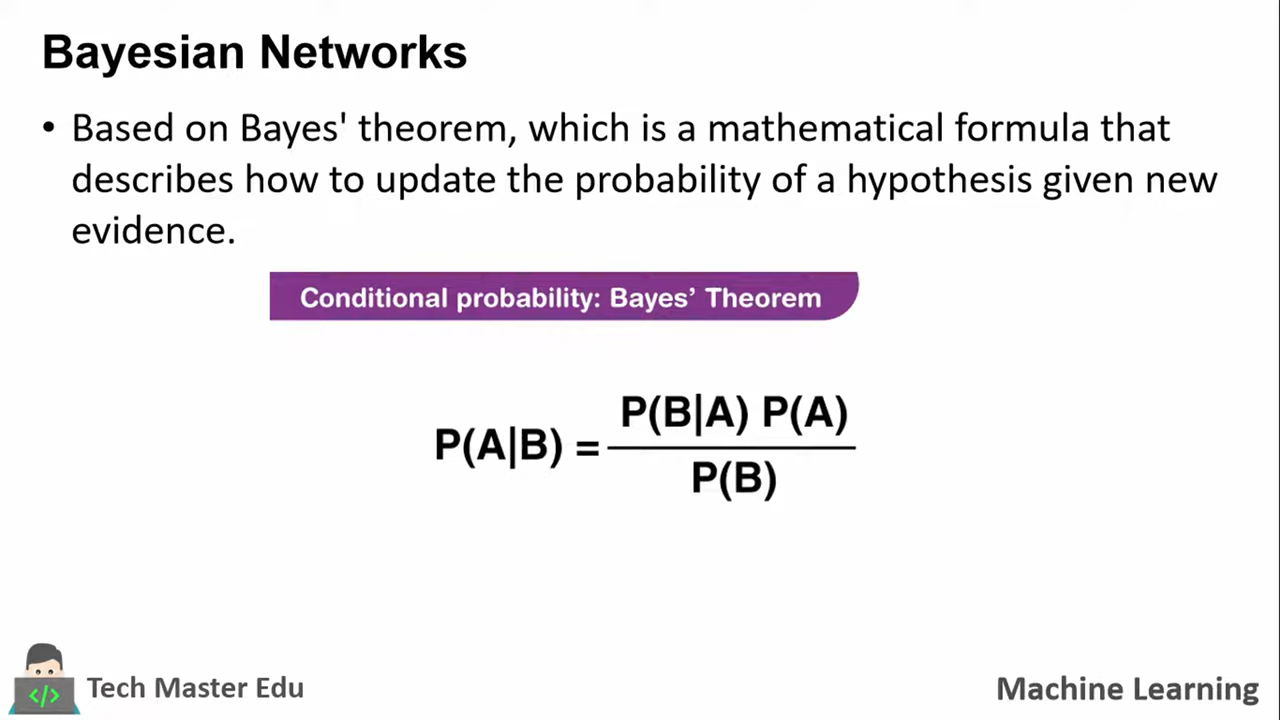 Bayesian Networks
• Based on Bayes' theorem, which is a mathematical formula that
describes how to update the probability of a hypothesis given new
evidence.
Conditional probability: Bayes’ Theorem
P(A|B) = P(B|A) P(A)
P(B)
</>
Tech Master Edu
Machine Learning